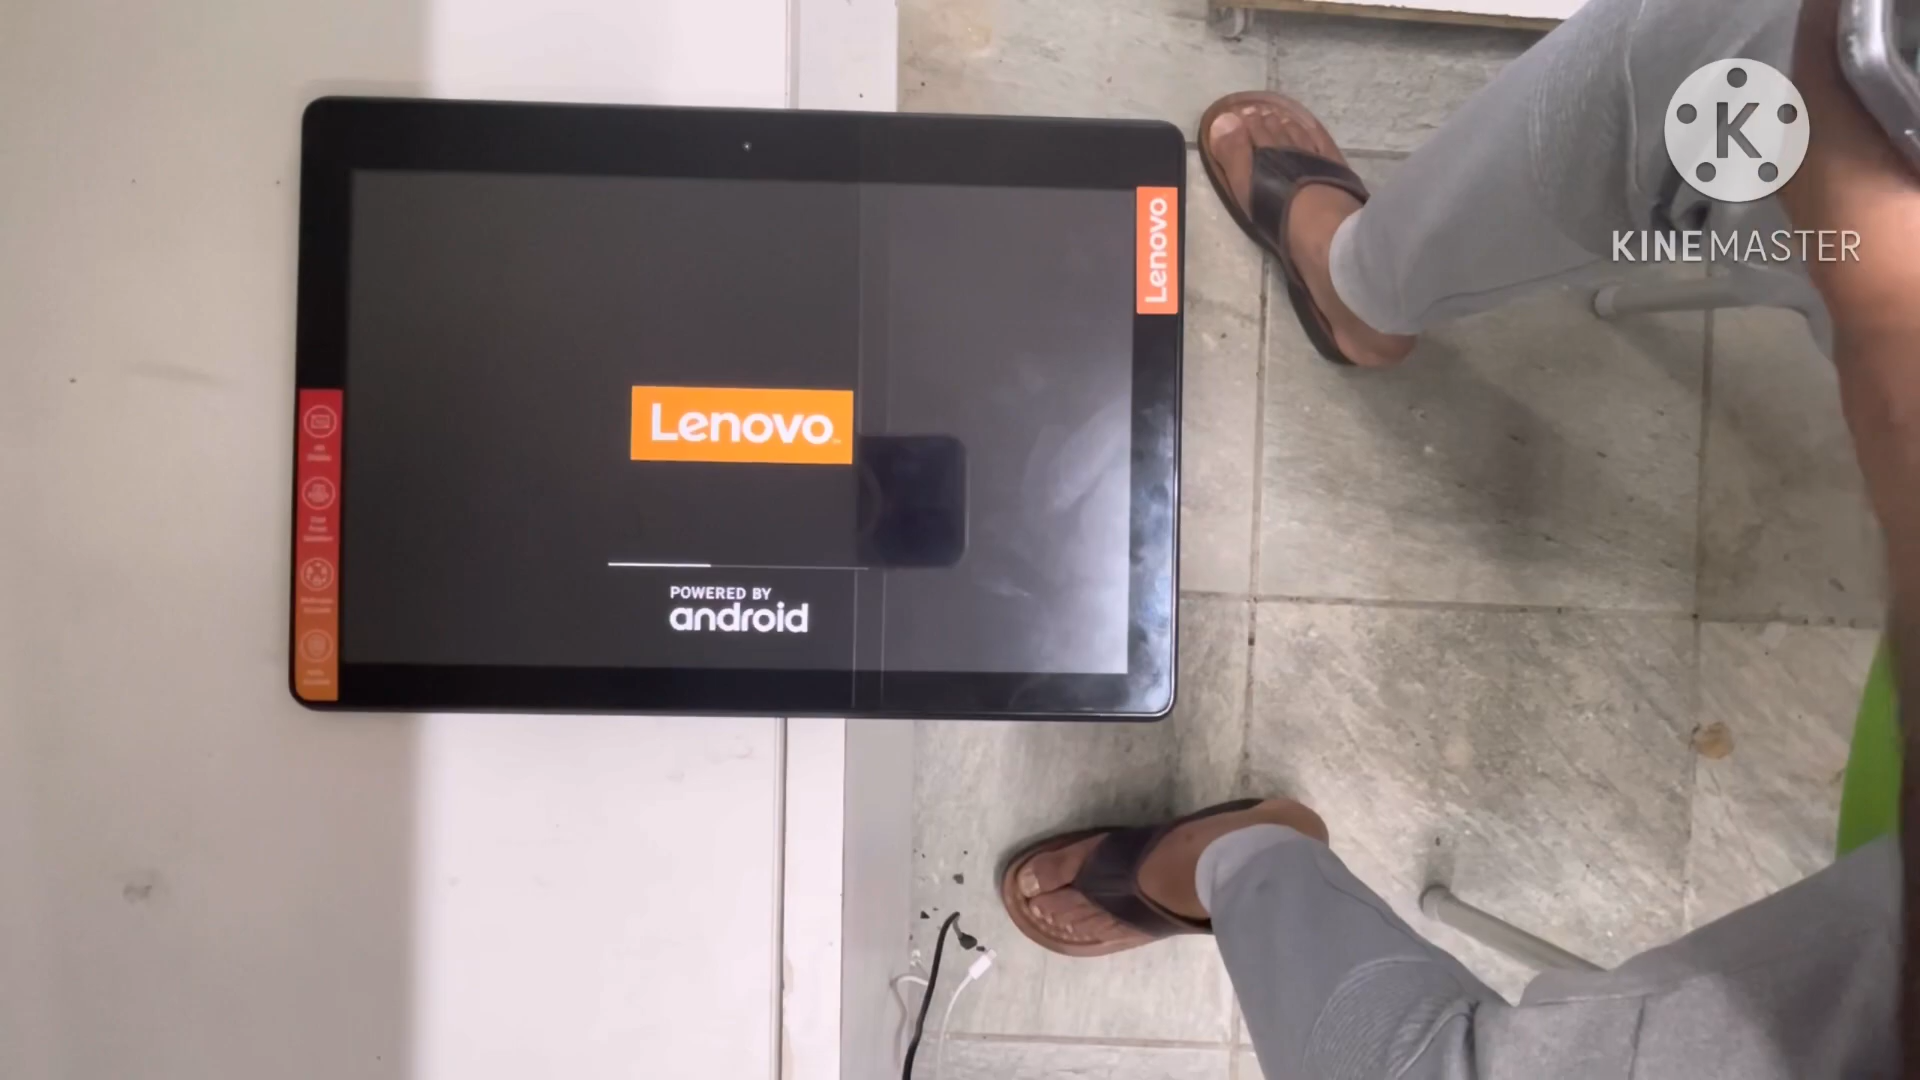 Lenovo
POWERED BY
android
Lenovo
K
KINEMASTER